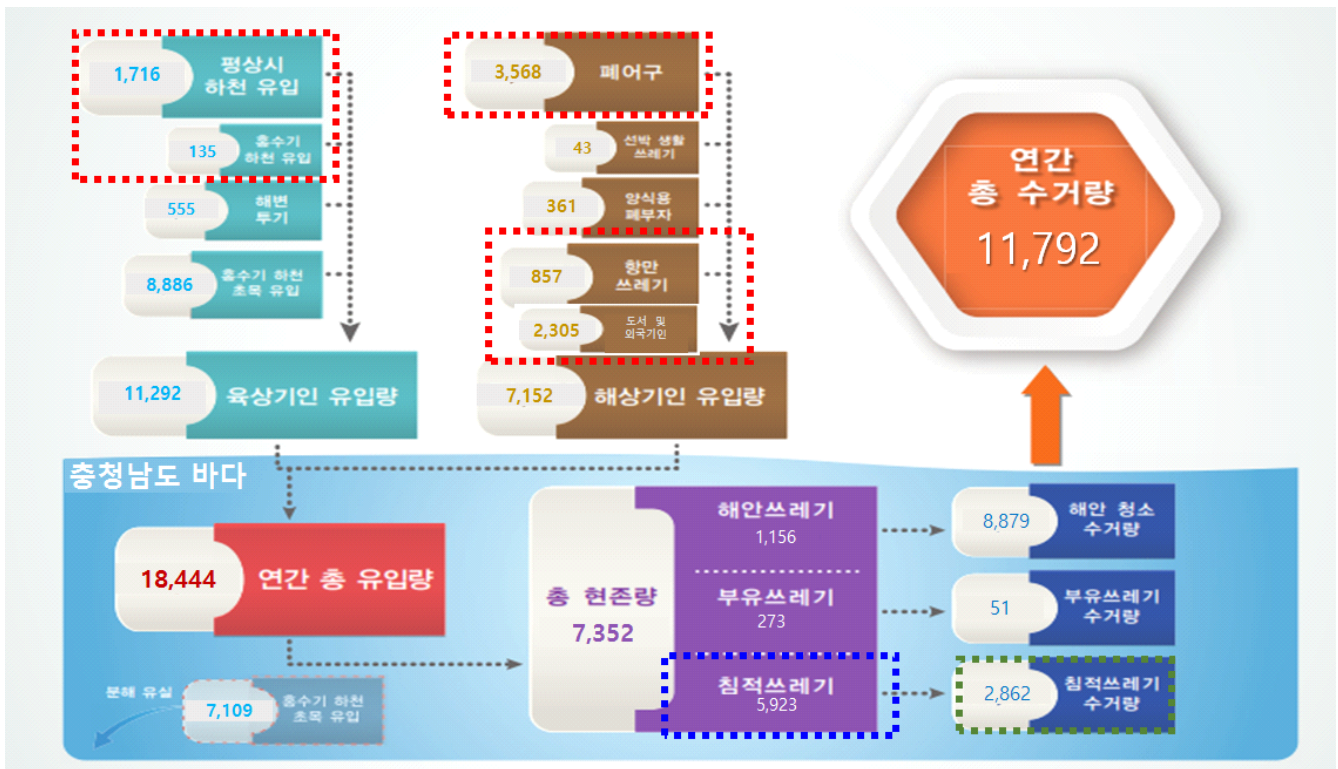 1,716
평상시
하천 유입
135
홍수기
하천 유입
555
해변
투기
8,886
홍수기 하천
초목 유입
11,292
육상기인 유입량
3,568
폐어구
43
선박 생활
쓰레기
361
양식용
폐부자
857
항만
쓰레기
2,305
도서 및
외국기인
7,152
해상기인 유입량
연간
총 수거량
11,792
충청남도 바다
18,444
연간 총 유입량
분해 유실
7,109
홍수기 하천
초목 유입
총 현존량
7,352
해안쓰레기
1,156
부유쓰레기
273
침적쓰레기
5,923
8,879
해안 청소
수거량
51
부유쓰레기
수거량
2,862
침적쓰레기
수거량